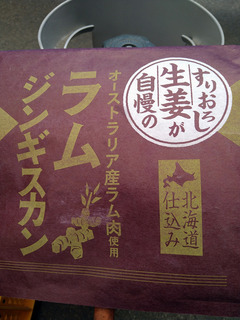 すりおろし
生姜が
自慢の
北海道
仕込み
オーストラリア産ラム肉使用
ラム
ジンギスカン